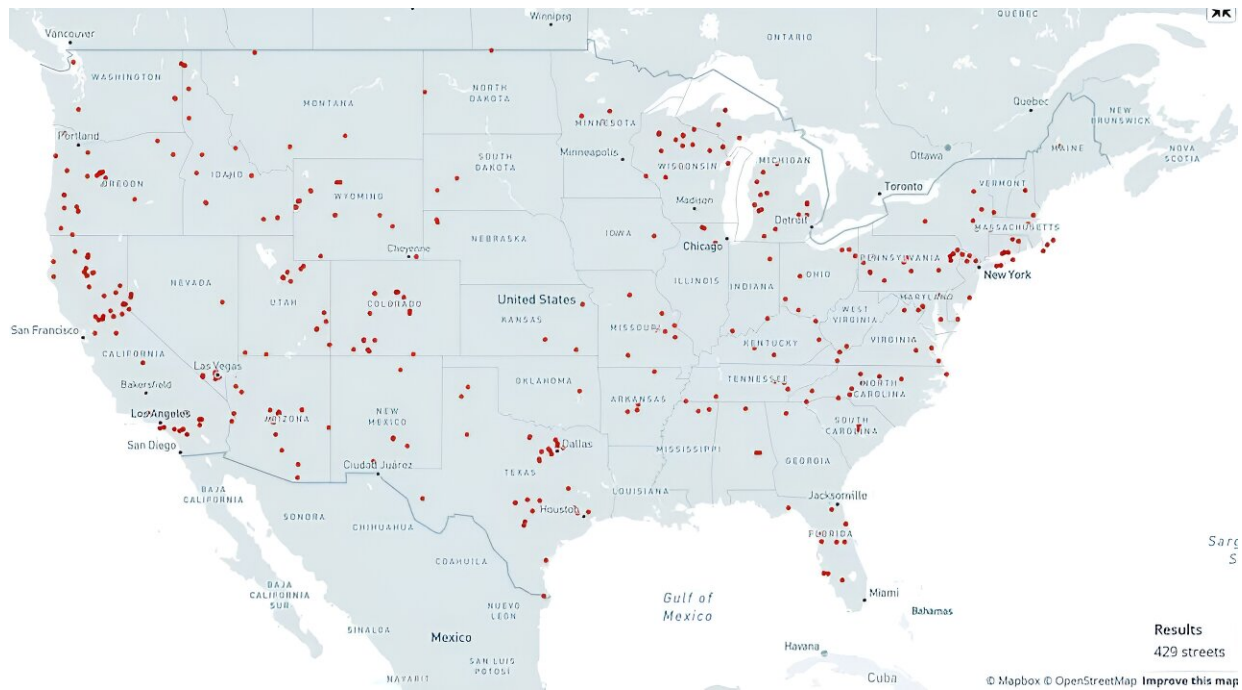 QUEBEC
Winnipeg
Vancouver
ONTARIO
WASHINGTON
NORTH
DAKOTA
MONTANA
Quebec
NEW
BRUNSWICK
MINNESOTA
Portland
MAINE
NOVA
SCOTIA
Ottawa
Minneapolis
SOUTH
DAKOTA
WISCONSIN
MICHIGAN
OREGON
IDAHO
Toronto
VERMONT
WYOMING
Madison
Detroit
MASSACHUSETTS
IOWA
Chicago
Cheyenne
NEBRASKA
PENNSYLVANIA
New York
NEVADA
UTAH
COLORADO
United States
KANSAS
ILLINOIS
INDIANA
OHIO
MARYLAND
WEST
VIRGINIA
San Francisco
MISSOURI
KENTUCKY
VIRGINIA
CALIFORNIA
Las Vegas
Bakersfield
OKLAHOMA
TENNESSEE
NORTH
CAROLINA
ARKANSAS
Los Angeles
ARIZONA
NEW
MEXICO
SOUTH
CAROLINA
San Diego
Dallas
MISSISSIPPI
GEORGIA
Ciudad Juárez
TEXAS
BAJA
CALIFORNIA
LOUISIANA
Jacksonville
SONORA
Houston
CHIHUAHUA
FLORIDA
Sarg
S
COAHUILA
BAJA
CALIFORNIA
SUR
Miami
Gulf of
Mexico
NUEVO
LEÓN
Bahamas
SINALOA
Mexico
Results
429 streets
Havana
SAN LUIS
POTOSÍ
NAYARIT
Cuba
© Mapbox © OpenStreetMap Improve this map